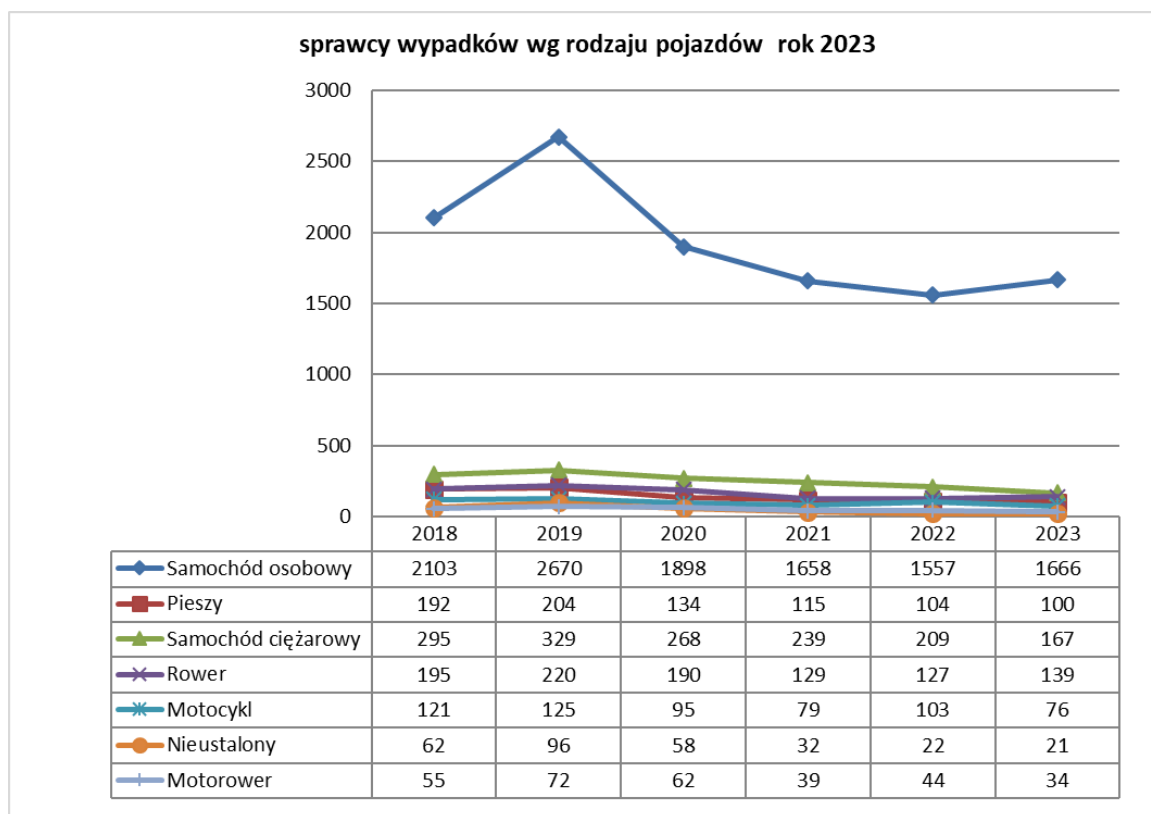 sprawcy wypadków wg rodzaju pojazdów rok 2023
3000
2500
2000
1500
1000
500
0
2018 2019 2020 2021 2022 2023
Samochód osobowy 2103 2670 1898 1658 1557 1666
Pieszy 192 204 134 115 104 100
Samochód ciężarowy 295 329 268 239 209 167
Rower 195 220 190 129 127 139
Motocykl 121 125 95 79 103 76
Nieustalony 62 96 58 32 22 21
Motorower 55 72 62 39 44 34